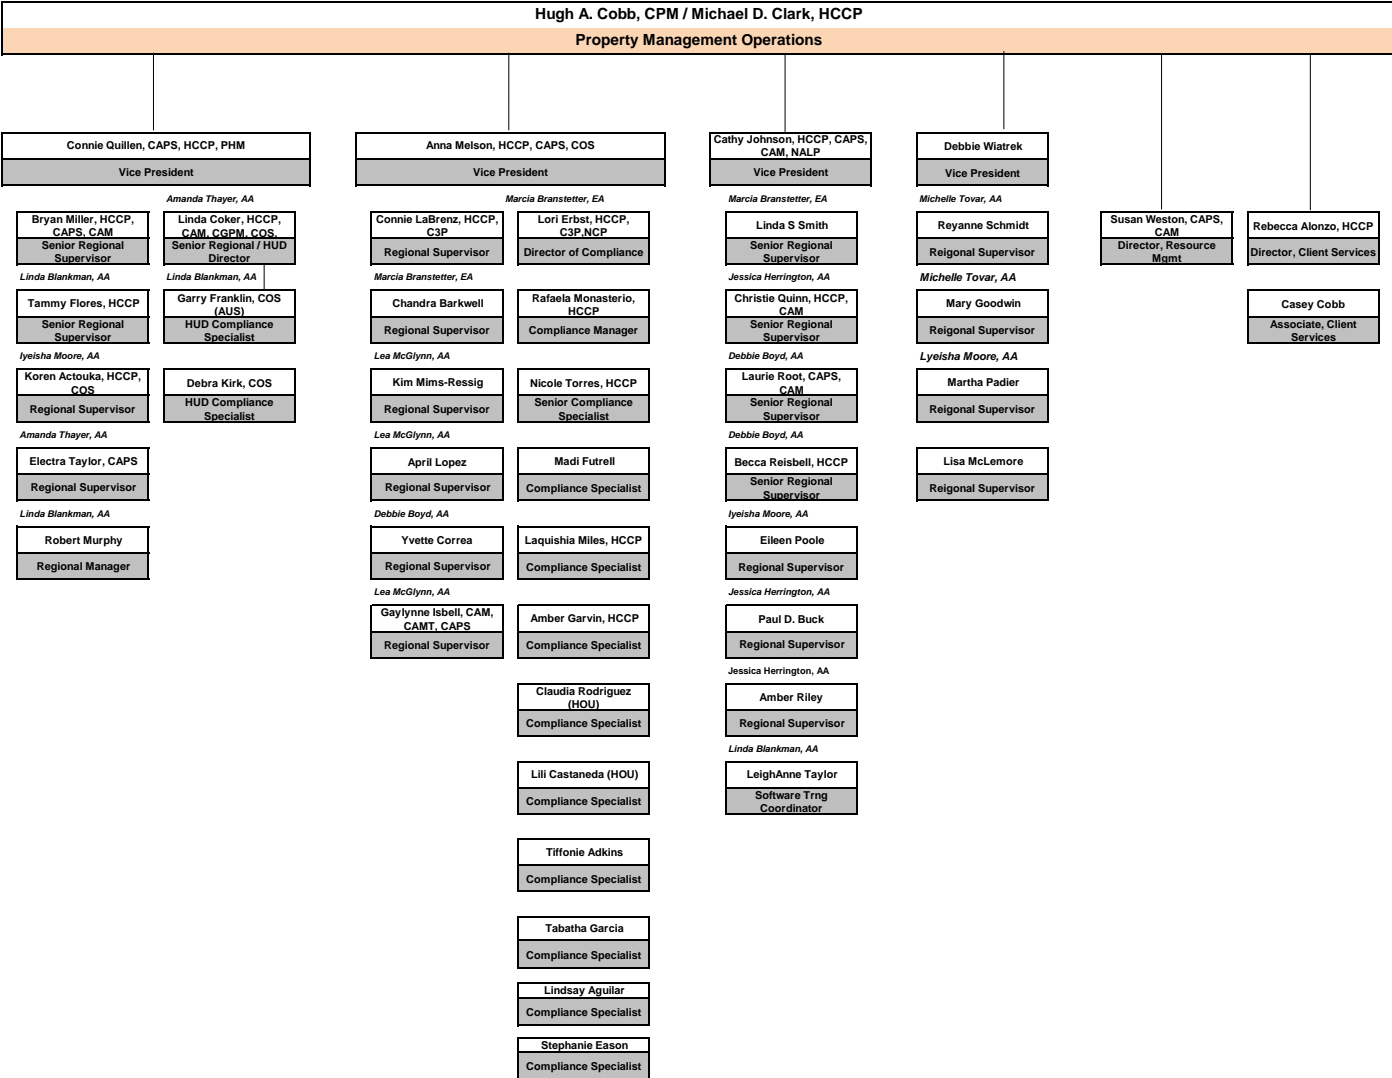 Hugh A. Cobb, CPM / Michael D. Clark, HCCP
Property Management Operations
Connie Quillen, CAPS, HCCP, PHM
Vice President
Amanda Thayer, AA
Bryan Miller, HCCP,
CAPS, CAM
Senior Regional
Supervisor
Linda Blankman, AA
Tammy Flores, HCCP
Senior Regional
Supervisor
Iyeisha Moore, AA
Koren Actouka, HCCP,
COS
Regional Supervisor
Amanda Thayer, AA
Electra Taylor, CAPS
Regional Supervisor
Linda Blankman, AA
Robert Murphy
Regional Manager
Linda Coker, HCCP,
CAM, CGPM, COS,
Senior Regional / HUD
Director
Linda Blankman, AA
Garry Franklin, COS
(AUS)
HUD Compliance
Specialist
Debra Kirk, COS
HUD Compliance
Specialist
Anna Melson, HCCP, CAPS, COS
Vice President
Marcia Branstetter, EA
Connie LaBrenz, HCCP,
C3P
Regional Supervisor
Marcia Branstetter, EA
Chandra Barkwell
Regional Supervisor
Lea McGlynn, AA
Kim Mims-Ressig
Regional Supervisor
Lea McGlynn, AA
April Lopez
Regional Supervisor
Debbie Boyd, AA
Yvette Correa
Regional Supervisor
Lea McGlynn, AA
Gaylynne Isbell, CAM,
CAMT, CAPS
Regional Supervisor
Lori Erbst, HCCP,
C3P,NCP
Director of Compliance
Rafaela Monasterio,
HCCP
Compliance Manager
Nicole Torres, HCCP
Senior Compliance
Specialist
Madi Futrell
Compliance Specialist
Laquishia Miles, HCCP
Compliance Specialist
Amber Garvin, HCCP
Compliance Specialist
Claudia Rodriguez
(HOU)
Compliance Specialist
Lili Castaneda (HOU)
Compliance Specialist
Tiffonie Adkins
Compliance Specialist
Tabatha Garcia
Compliance Specialist
Lindsay Aguilar
Compliance Specialist
Stephanie Eason
Compliance Specialist
Cathy Johnson, HCCP, CAPS,
CAM, NALP
Vice President
Marcia Branstetter, EA
Linda S Smith
Senior Regional
Supervisor
Jessica Herrington, AA
Christie Quinn, HCCP,
CAM
Senior Regional
Supervisor
Debbie Boyd, AA
Laurie Root, CAPS,
CAM
Senior Regional
Supervisor
Debbie Boyd, AA
Becca Reisbell, HCCP
Senior Regional
Supervisor
Iyeisha Moore, AA
Eileen Poole
Regional Supervisor
Jessica Herrington, AA
Paul D. Buck
Regional Supervisor
Jessica Herrington, AA
Amber Riley
Regional Supervisor
Linda Blankman, AA
LeighAnne Taylor
Software Trng
Coordinator
Debbie Wiatrek
Vice President
Michelle Tovar, AA
Reyanne Schmidt
Reigonal Supervisor
Michelle Tovar, AA
Mary Goodwin
Reigonal Supervisor
Lyeisha Moore, AA
Martha Padier
Reigonal Supervisor
Lisa McLemore
Reigonal Supervisor
Susan Weston, CAPS,
CAM
Director, Resource
Mgmt
Rebecca Alonzo, HCCP
Director, Client Services
Casey Cobb
Associate, Client
Services